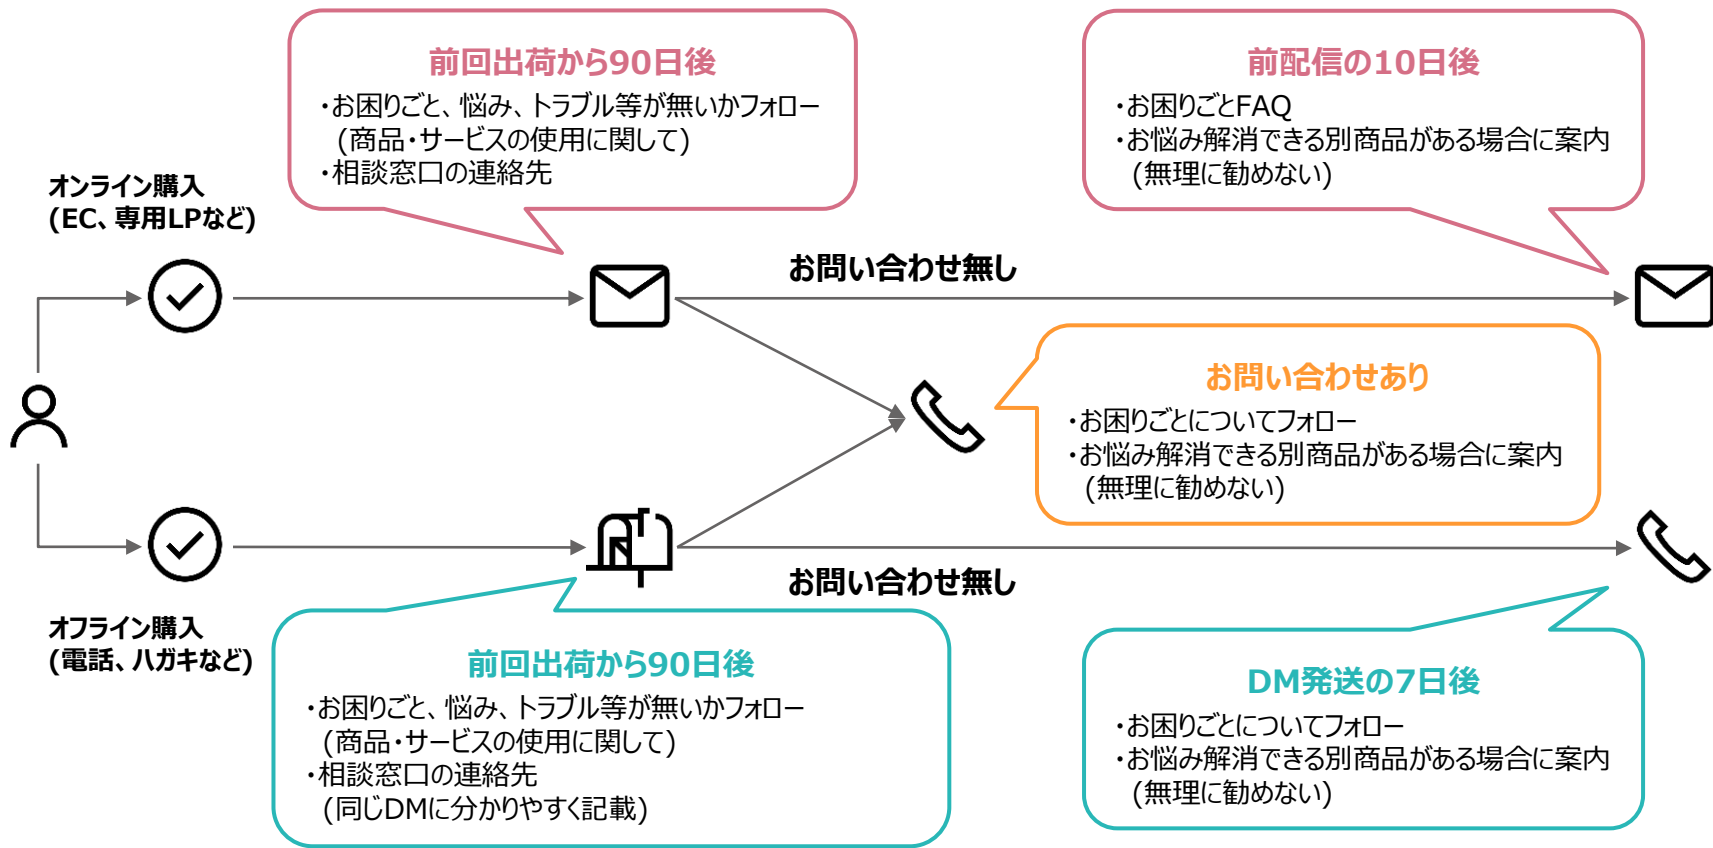 前回出荷から90日後
・お困りごと、悩み、トラブル等が無いかフォロー
(商品・サービスの使用に関して)
・相談窓口の連絡先
前配信の10日後
・お困りごとFAQ
・お悩み解消できる別商品がある場合に案内
(無理に勧めない)
オンライン購入
(EC、専用LPなど)
お問い合わせ無し
お問い合わせあり
・お困りごとについてフォロー
・お悩み解消できる別商品がある場合に案内
(無理に勧めない)
お問い合わせ無し
オフライン購入
(電話、ハガキなど)
前回出荷から90日後
・お困りごと、悩み、トラブル等が無いかフォロー
(商品・サービスの使用に関して)
・相談窓口の連絡先
(同じDMに分かりやすく記載)
DM発送の7日後
・お困りごとについてフォロー
・お悩み解消できる別商品がある場合に案内
(無理に勧めない)